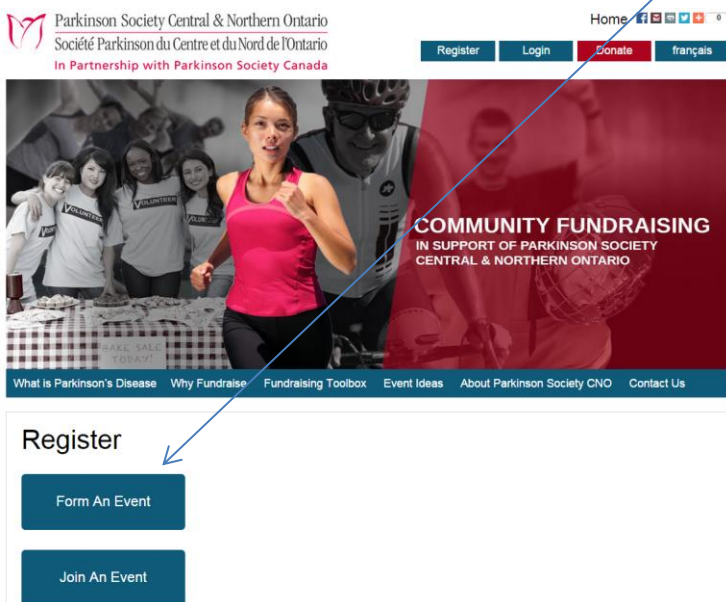 Parkinson Society Central & Northern Ontario
Société Parkinson du Centre et du Nord de l'Ontario
In Partnership with Parkinson Society Canada
Home
0
Register Login Donate français
VOLUNTEER
VOLUNTEER
COMMUNITY FUNDRAISING
IN SUPPORT OF PARKINSON SOCIETY
CENTRAL & NORTHERN ONTARIO
BAKE SALE
TODAY!
What is Parkinson's Disease Why Fundraise Fundraising Toolbox Event Ideas About Parkinson Society CNO Contact Us
Register
Form An Event
Join An Event